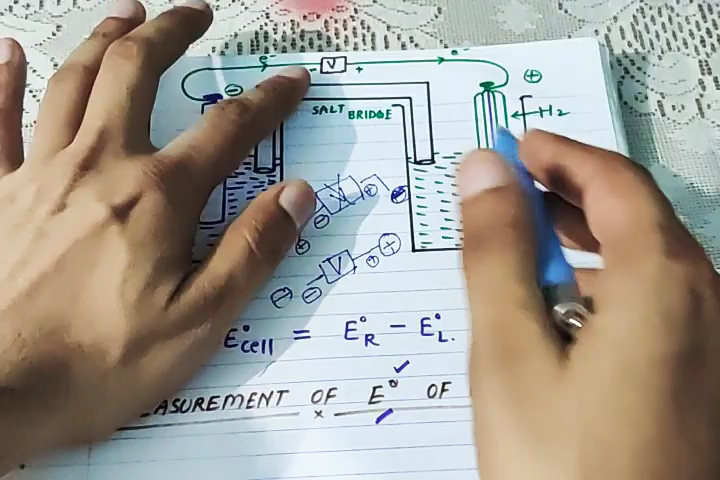 e⁻ - V + e⁻
⊖ ⊕
SALT BRIDGE
H₂
V ⊕
⊖
⊕
V ⊕
⊖ ⊖ ⊕
E°cell = E°R - E°L.
ASUREMENT OF E° OF